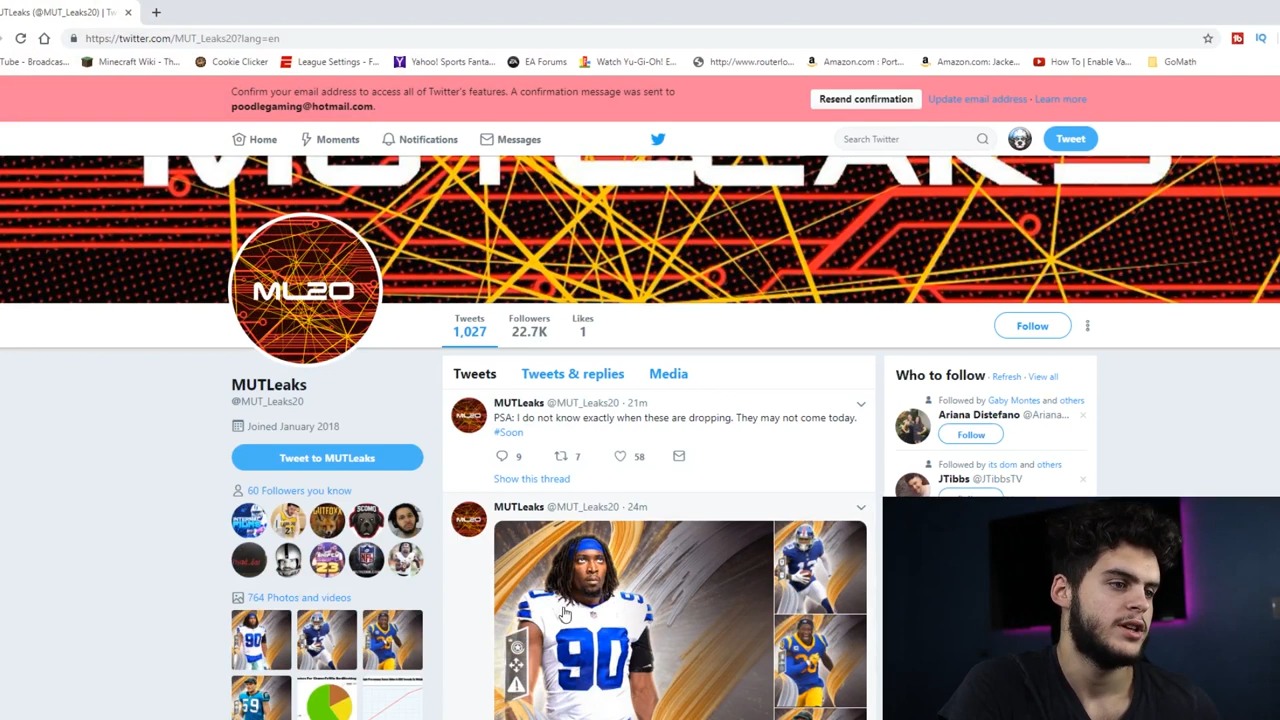 UTLeaks (@MUT_Leaks20) | Tw
https://twitter.com/MUT_Leaks20?lang=en
Tube - Broadcas...
Minecraft Wiki - Th...
Cookie Clicker
League Settings - F...
Yahoo! Sports Fanta...
EA Forums
Watch Yu-Gi-Oh! E...
http://www.routerlo...
Amazon.com : Port...
Amazon.com: Jacke...
How To | Enable Va...
GoMath
Confirm your email address to access all of Twitter's features. A confirmation message was sent to
poodlegaming@hotmail.com.
Resend confirmation
Update email address · Learn more
Home
Moments
Notifications
Messages
Search Twitter
Tweet
MUTLEAKS
ML20
Tweets
1,027
Followers
22.7K
Likes
1
Follow
MUTLeaks
@MUT_Leaks20
Joined January 2018
Tweet to MUTLeaks
60 Followers you know
764 Photos and videos
Tweets
Tweets & replies
Media
MUTLeaks @MUT_Leaks20 · 21m
PSA: I do not know exactly when these are dropping. They may not come today.
#Soon
9
7
58
Show this thread
MUTLeaks @MUT_Leaks20 · 24m
90
Who to follow · Refresh · View all
Followed by Gaby Montes and others
Ariana Distefano @Ariana...
Follow
Followed by its dom and others
JTibbs @JTibbsTV